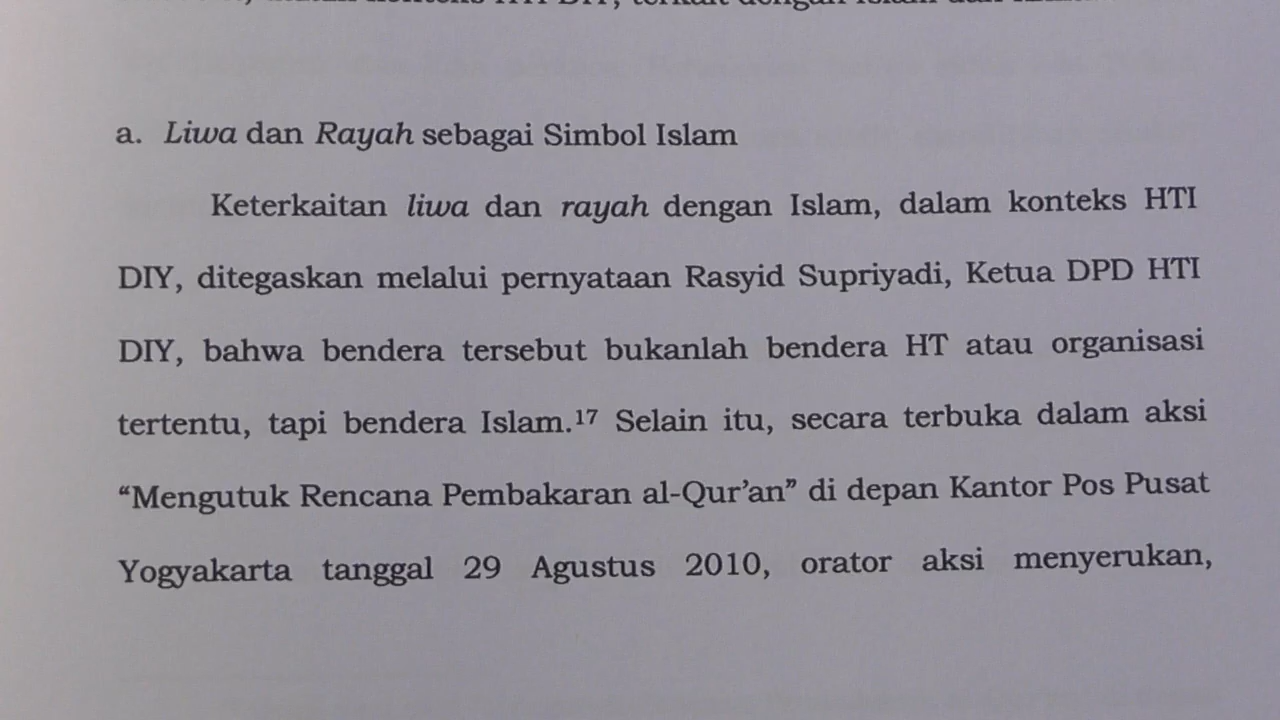 a. Liwa dan Rayah sebagai Simbol Islam
Keterkaitan liwa dan rayah dengan Islam, dalam konteks HTI
DIY, ditegaskan melalui pernyataan Rasyid Supriyadi, Ketua DPD HTI
DIY, bahwa bendera tersebut bukanlah bendera HT atau organisasi
tertentu, tapi bendera Islam.17 Selain itu, secara terbuka dalam aksi
“Mengutuk Rencana Pembakaran al-Qur’an” di depan Kantor Pos Pusat
Yogyakarta tanggal 29 Agustus 2010, orator aksi menyerukan,